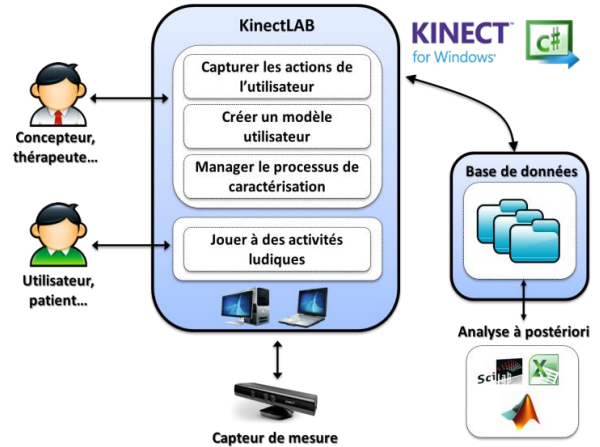 KinectLAB
KINECT™
for Windows®
C#
Capturer les actions de
l'utilisateur
Créer un modèle
utilisateur
Manager le processus de
caractérisation
Concepteur,
thérapeute...
Jouer à des activités
ludiques
Utilisateur,
patient...
Base de données
Analyse à postériori
Scilab
X
KINECT
Capteur de mesure